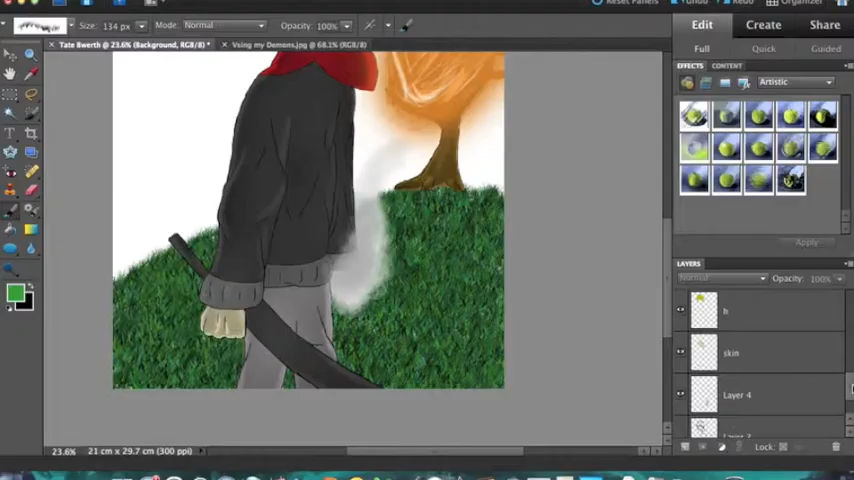 Reset Panels Undo Redo Organizer
Size: 134 px Mode: Normal Opacity: 100%
Edit Create Share
Tate Bwerth @ 23.6% (Background, RGB/8) * Vsing my Demons.jpg @ 68.1% (RGB/8)
Full Quick Guided
EFFECTS CONTENT
Artistic
Apply
LAYERS
Normal Opacity: 100%
h
skin
Layer 4
23.6% 21 cm x 29.7 cm (300 ppi)
Lock: